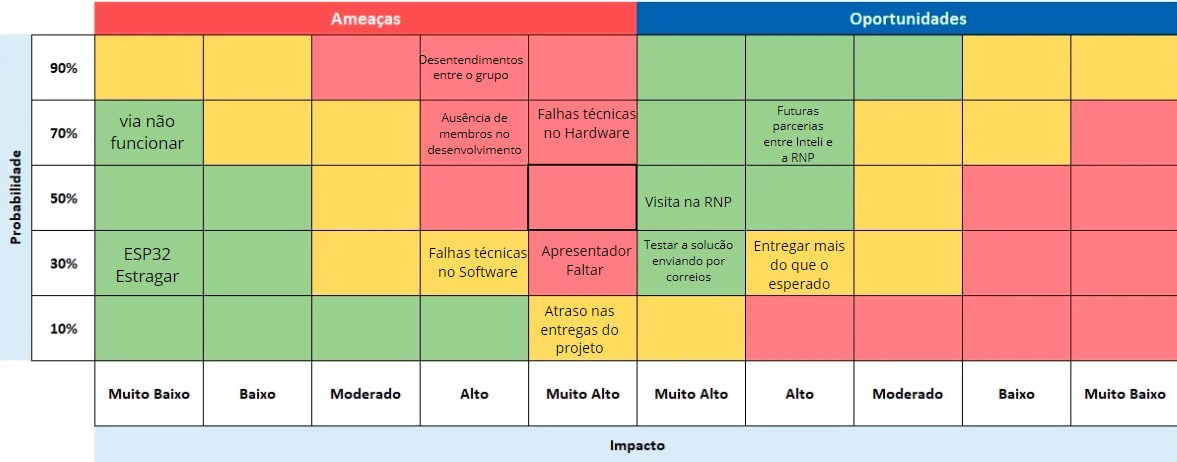 Ameaças
Oportunidades
Probabilidade
90%
Desentendimentos
entre o grupo
70%
via não
funcionar
Ausência de
membros no
desenvolvimento
Falhas técnicas
no Hardware
Futuras
parcerias
entre Inteli e
a RNP
50%
Visita na RNP
30%
ESP32
Estragar
Falhas técnicas
no Software
Apresentador
Faltar
Testar a solucão
enviando por
correios
Entregar mais
do que o
esperado
10%
Atraso nas
entregas do
projeto
Muito Baixo
Baixo
Moderado
Alto
Muito Alto
Muito Alto
Alto
Moderado
Baixo
Muito Baixo
Impacto